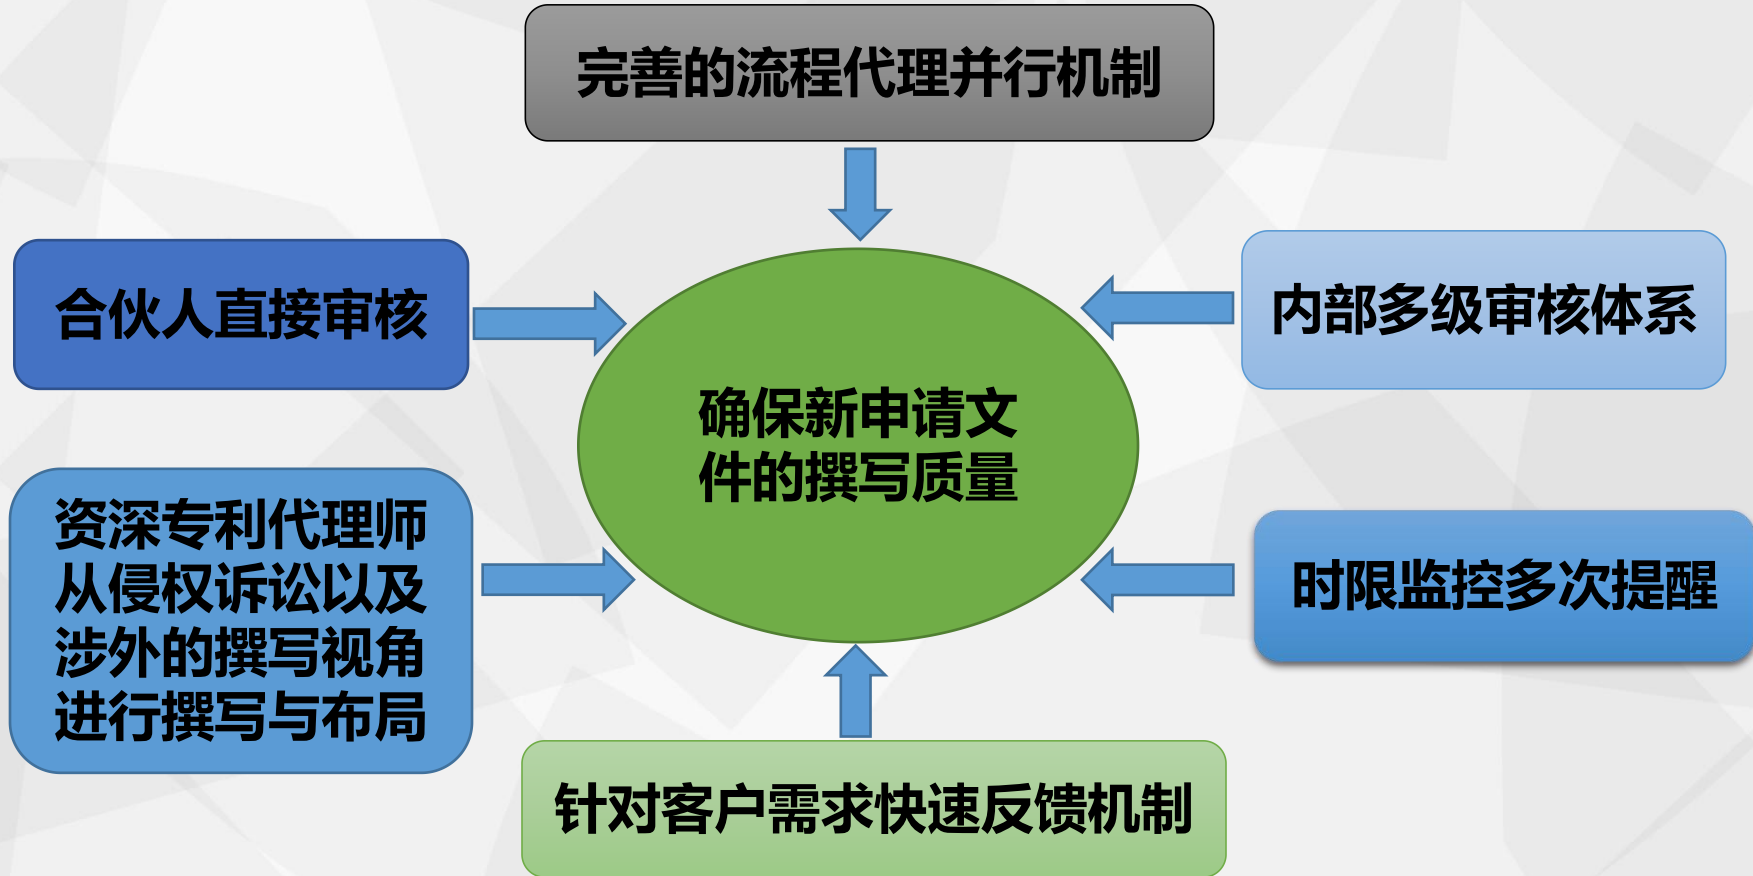 完善的流程代理并行机制
合伙人直接审核
内部多级审核体系
确保新申请文
件的撰写质量
资深专利代理师
从侵权诉讼以及
涉外的撰写视角
进行撰写与布局
时限监控多次提醒
针对客户需求快速反馈机制